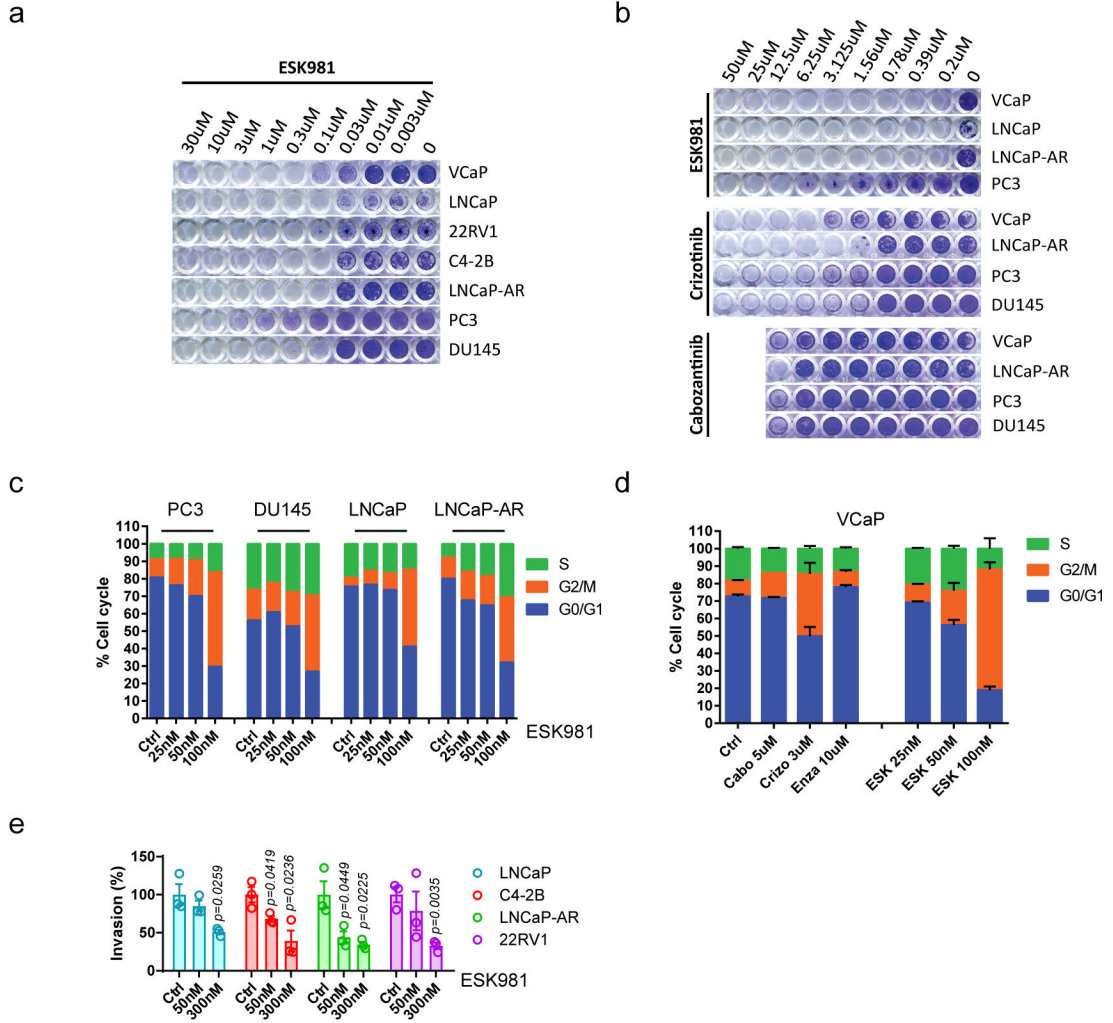 a
ESK981
30uM 10uM 3uM 1uM 0.3uM 0.1uM 0.03uM 0.01uM 0.003uM 0
VCaP
LNCaP
22RV1
C4-2B
LNCaP-AR
PC3
DU145
b
50uM 25uM 12.5uM 6.25uM 3.125uM 1.56uM 0.78uM 0.39uM 0.2uM 0
ESK981
VCaP
LNCaP
LNCaP-AR
PC3
Crizotinib
VCaP
LNCaP-AR
PC3
DU145
Cabozantinib
VCaP
LNCaP-AR
PC3
DU145
c
PC3 DU145 LNCaP LNCaP-AR
% Cell cycle
110
100
90
80
70
60
50
40
30
20
10
0
S
G2/M
G0/G1
Ctrl 25nM 50nM 100nM Ctrl 25nM 50nM 100nM Ctrl 25nM 50nM 100nM Ctrl 25nM 50nM 100nM
ESK981
d
VCaP
% Cell cycle
110
100
90
80
70
60
50
40
30
20
10
0
S
G2/M
G0/G1
Ctrl Cabo 5uM Crizo 3uM Enza 10uM ESK 25nM ESK 50nM ESK 100nM
e
Invasion (%)
150
100
50
0
p=0.0259 p=0.0419 p=0.0236 p=0.0449 p=0.0225 p=0.0035
LNCaP
C4-2B
LNCaP-AR
22RV1
Ctrl 50nM 300nM Ctrl 50nM 300nM Ctrl 50nM 300nM Ctrl 50nM 300nM
ESK981